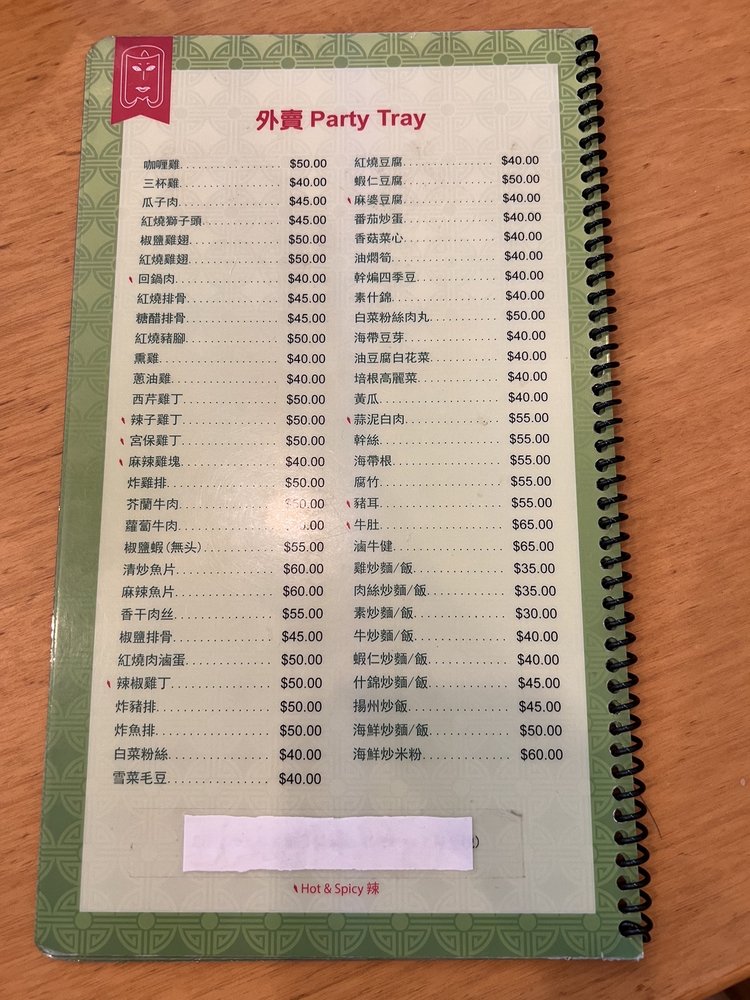 外賣 Party Tray
咖喱雞 $50.00
三杯雞 $40.00
瓜子肉 $45.00
紅燒獅子頭 $45.00
椒鹽雞翅 $50.00
紅燒雞翅 $50.00
回鍋肉 $40.00
紅燒排骨 $45.00
糖醋排骨 $45.00
紅燒豬腳 $50.00
熏雞 $40.00
蔥油雞 $40.00
西芹雞丁 $50.00
辣子雞丁 $50.00
宮保雞丁 $50.00
麻辣雞塊 $40.00
炸雞排 $50.00
芥蘭牛肉 $50.00
蘿蔔牛肉
椒鹽蝦(無头) $55.00
清炒魚片 $60.00
麻辣魚片 $60.00
香干肉丝 $55.00
椒鹽排骨 $45.00
紅燒肉滷蛋 $50.00
辣椒雞丁 $50.00
炸豬排 $50.00
炸魚排 $50.00
白菜粉絲 $40.00
雪菜毛豆 $40.00
紅燒豆腐 $40.00
蝦仁豆腐 $50.00
麻婆豆腐 $40.00
番茄炒蛋 $40.00
香菇菜心 $40.00
油燜筍 $40.00
幹煸四季豆 $40.00
素什錦 $40.00
白菜粉絲肉丸 $50.00
海帶豆芽 $40.00
油豆腐白花菜 $40.00
培根高麗菜 $40.00
黃瓜 $40.00
蒜泥白肉 $55.00
幹絲 $55.00
海帶根 $55.00
腐竹 $55.00
豬耳 $55.00
牛肚 $65.00
滷牛健 $65.00
雞炒麵/飯 $35.00
肉絲炒麵/飯 $35.00
素炒麵/飯 $30.00
牛炒麵/飯 $40.00
蝦仁炒麵/飯 $40.00
什錦炒麵/飯 $45.00
揚州炒飯 $45.00
海鮮炒麵/飯 $50.00
海鮮炒米粉 $60.00
Hot & Spicy 辣